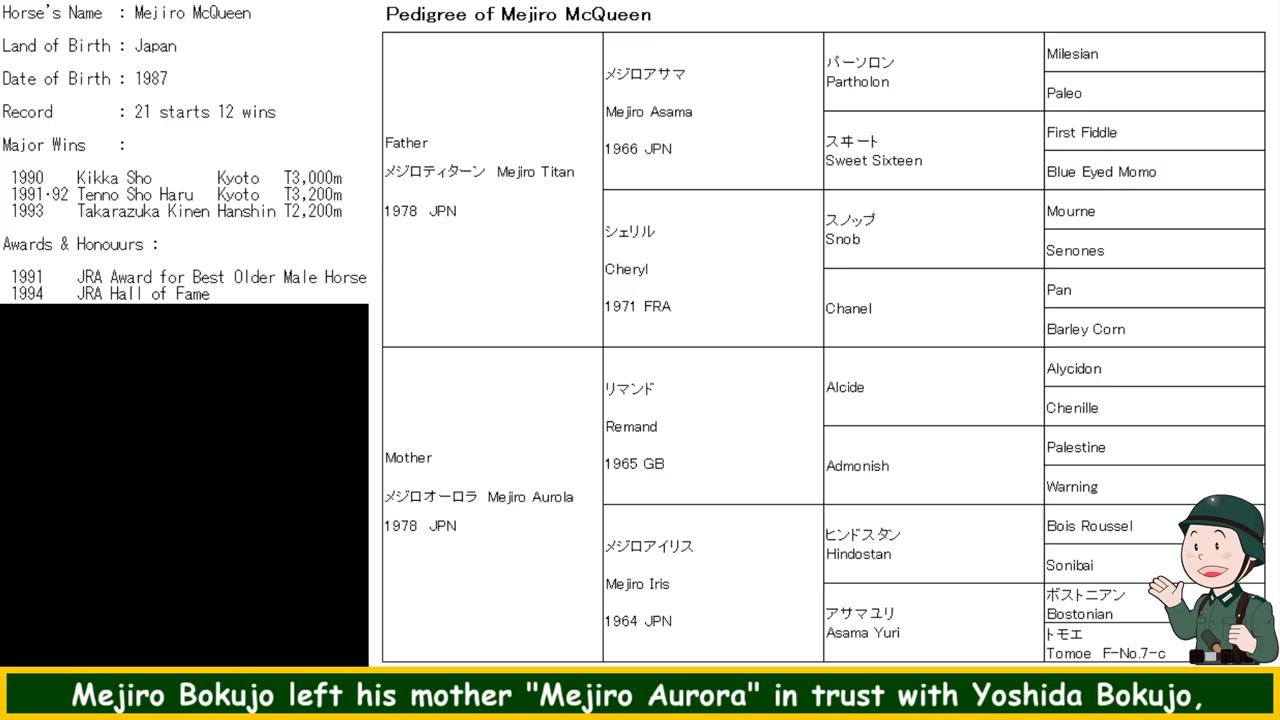 Horse's Name : Mejiro McQueen
Land of Birth : Japan
Date of Birth : 1987
Record : 21 starts 12 wins
Major Wins :
1990 Kikka Sho Kyoto T3,000m
1991･92 Tenno Sho Haru Kyoto T3,200m
1993 Takarazuka Kinen Hanshin T2,200m
Awards & Honouurs :
1991 JRA Award for Best Older Male Horse
1994 JRA Hall of Fame
Pedigree of Mejiro McQueen
Father
メジロティターン Mejiro Titan
1978 JPN
メジロアサマ
Mejiro Asama
1966 JPN
パーソロン
Partholon
Milesian
Paleo
スヰート
Sweet Sixteen
First Fiddle
Blue Eyed Momo
シェリル
Cheryl
1971 FRA
スノッブ
Snob
Mourne
Senones
Chanel
Pan
Barley Corn
Mother
メジロオーロラ Mejiro Aurola
1978 JPN
リマンド
Remand
1965 GB
Alcide
Alycidon
Chenille
Admonish
Palestine
Warning
メジロアイリス
Mejiro Iris
1964 JPN
ヒンドスタン
Hindostan
Bois Roussel
Sonibai
アサマユリ
Asama Yuri
ボストニアン
Bostonian
トモエ
Tomoe F-No.7-c
Mejiro Bokujo left his mother "Mejiro Aurora" in trust with Yoshida Bokujo,